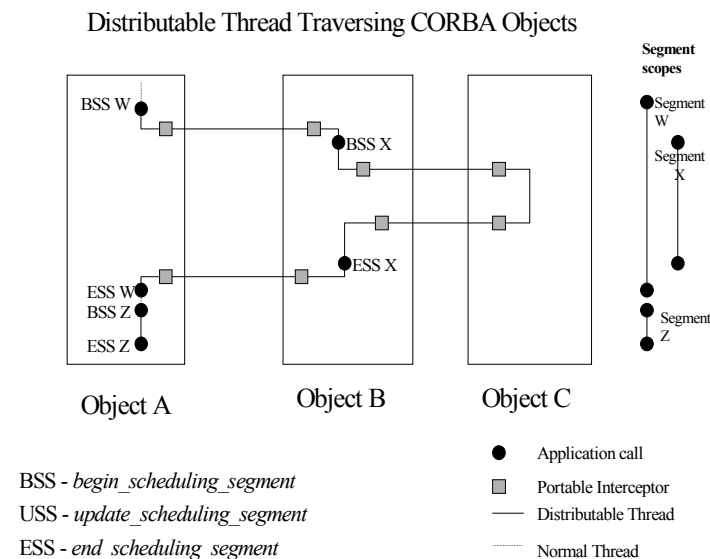 Distributable Thread Traversing CORBA Objects
Segment
scopes
BSS W
Segment
W
BSS X
Segment
X
ESS X
ESS W
BSS Z
ESS Z
Segment
Z
Object A
Object B
Object C
Application call
BSS - begin_scheduling_segment
Portable Interceptor
USS - update_scheduling_segment
Distributable Thread
ESS - end_scheduling_segment
Normal Thread